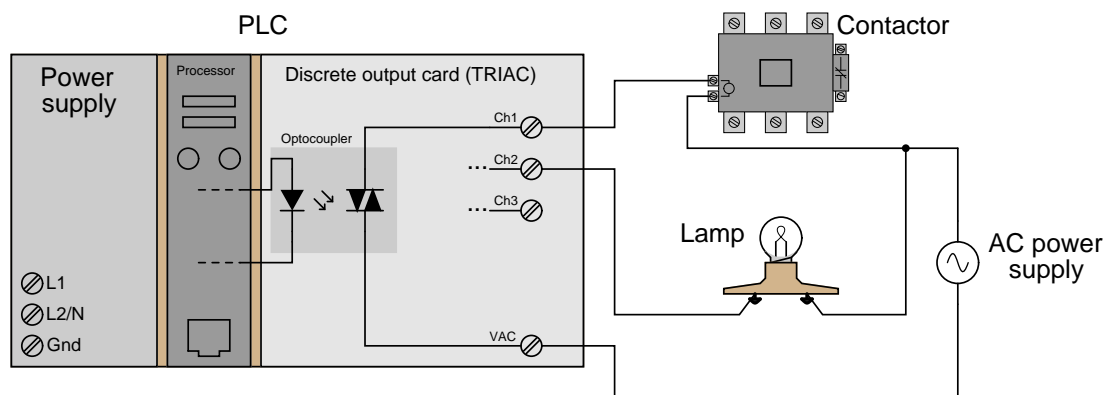 PLC
Power
supply
Processor
Discrete output card (TRIAC)
Optocoupler
Ch1
Ch2
Ch3
VAC
L1
L2/N
Gnd
Contactor
Lamp
AC power
supply